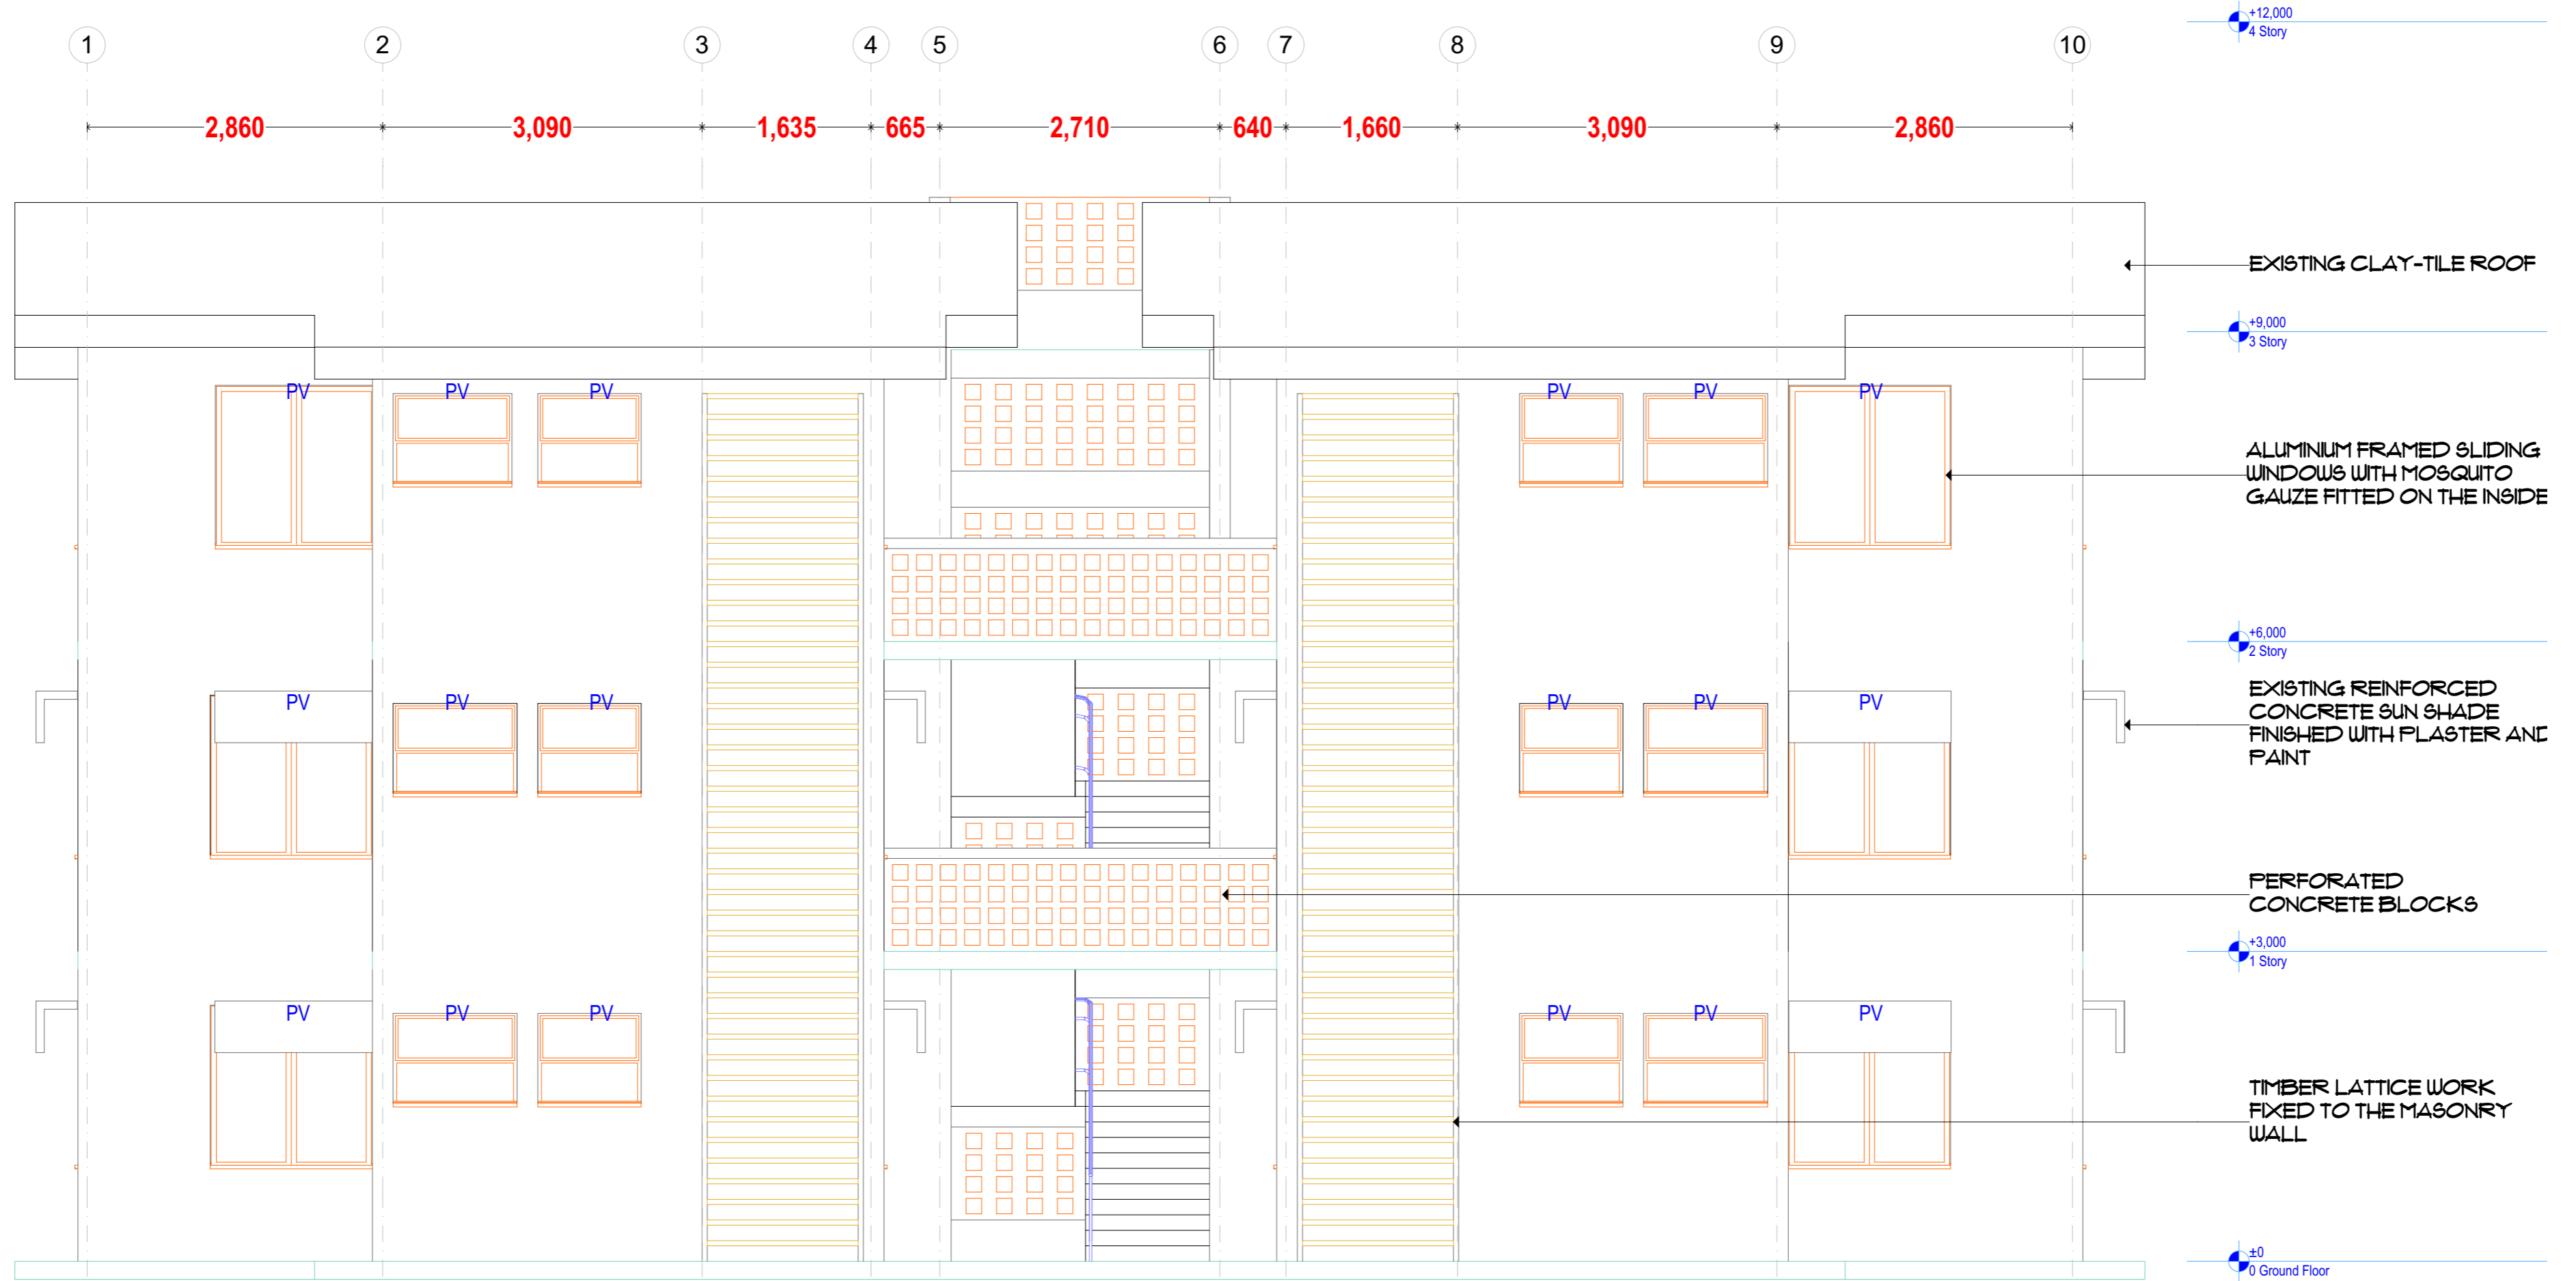 +12,000
4 Story
1 2 3 4 5 6 7 8 9 10
2,860 3,090 1,635 665 2,710 640 1,660 3,090 2,860
EXISTING CLAY-TILE ROOF
+9,000
3 Story
PV PV PV PV PV PV
ALUMINIUM FRAMED SLIDING
WINDOWS WITH MOSQUITO
GAUZE FITTED ON THE INSIDE
+6,000
2 Story
PV PV PV PV PV PV
EXISTING REINFORCED
CONCRETE SUN SHADE
FINISHED WITH PLASTER AND
PAINT
PERFORATED
CONCRETE BLOCKS
+3,000
1 Story
PV PV PV PV PV PV
TIMBER LATTICE WORK
FIXED TO THE MASONRY
WALL
±0
0 Ground Floor